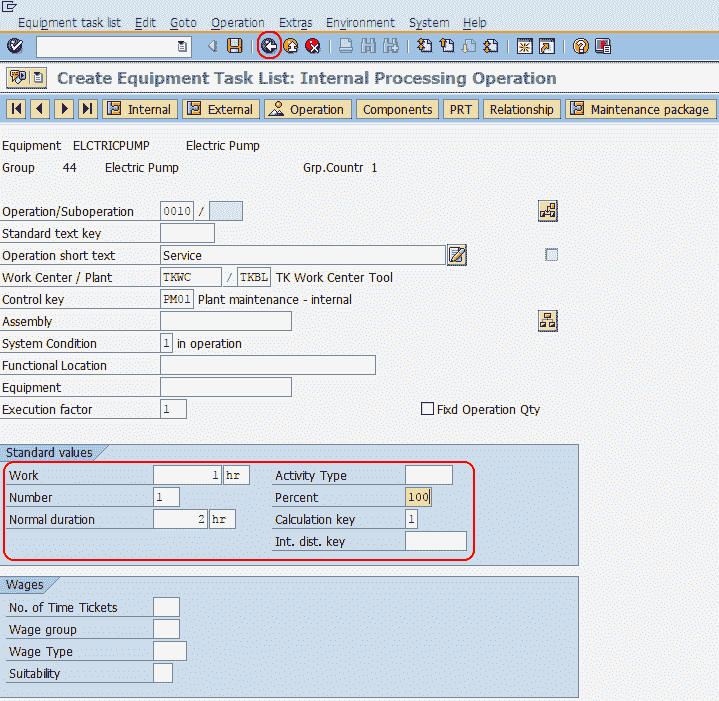 Equipment task list Edit Goto Operation Extras Environment System Help
Create Equipment Task List: Internal Processing Operation
Internal External Operation Components PRT Relationship Maintenance package
Equipment ELCTRICPUMP Electric Pump
Group 44 Electric Pump Grp.Countr 1
Operation/Suboperation 0010 /
Standard text key
Operation short text Service
Work Center / Plant TKWC / TKBL TK Work Center Tool
Control key PM01 Plant maintenance - internal
Assembly
System Condition 1 in operation
Functional Location
Equipment
Execution factor 1 Fixd Operation Qty
Standard values
Work 1 hr Activity Type
Number 1 Percent 100
Normal duration 2 hr Calculation key 1
Int. dist. key
Wages
No. of Time Tickets
Wage group
Wage Type
Suitability